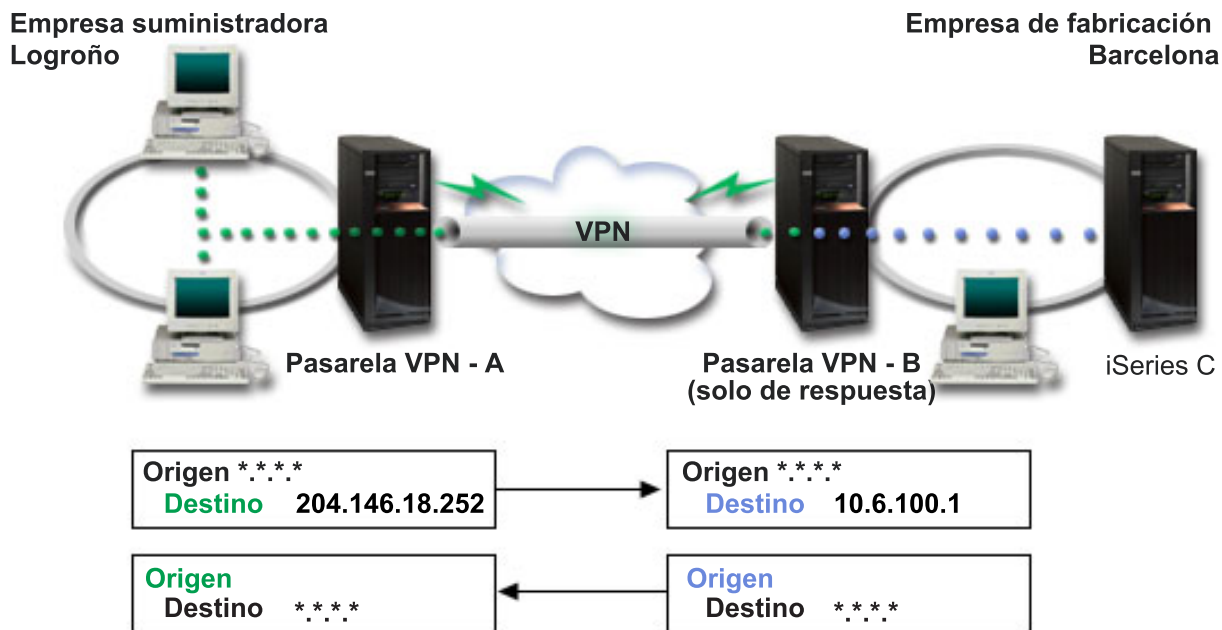 Empresa suministradora
Logroño
Empresa de fabricación
Barcelona
VPN
Pasarela VPN - A
Pasarela VPN - B
(solo de respuesta)
iSeries C
Origen *.*.*.*
Destino 204.146.18.252
Origen *.*.*.*
Destino 10.6.100.1
Origen
Destino *.*.*.*
Origen
Destino *.*.*.*